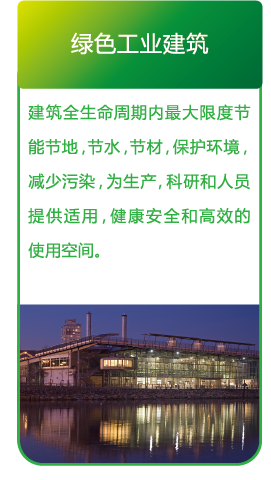 绿色工业建筑
建筑全生命周期内最大限度节
能节地,节水,节材,保护环境,
减少污染,为生产,科研和人员
提供适用,健康安全和高效的
使用空间。